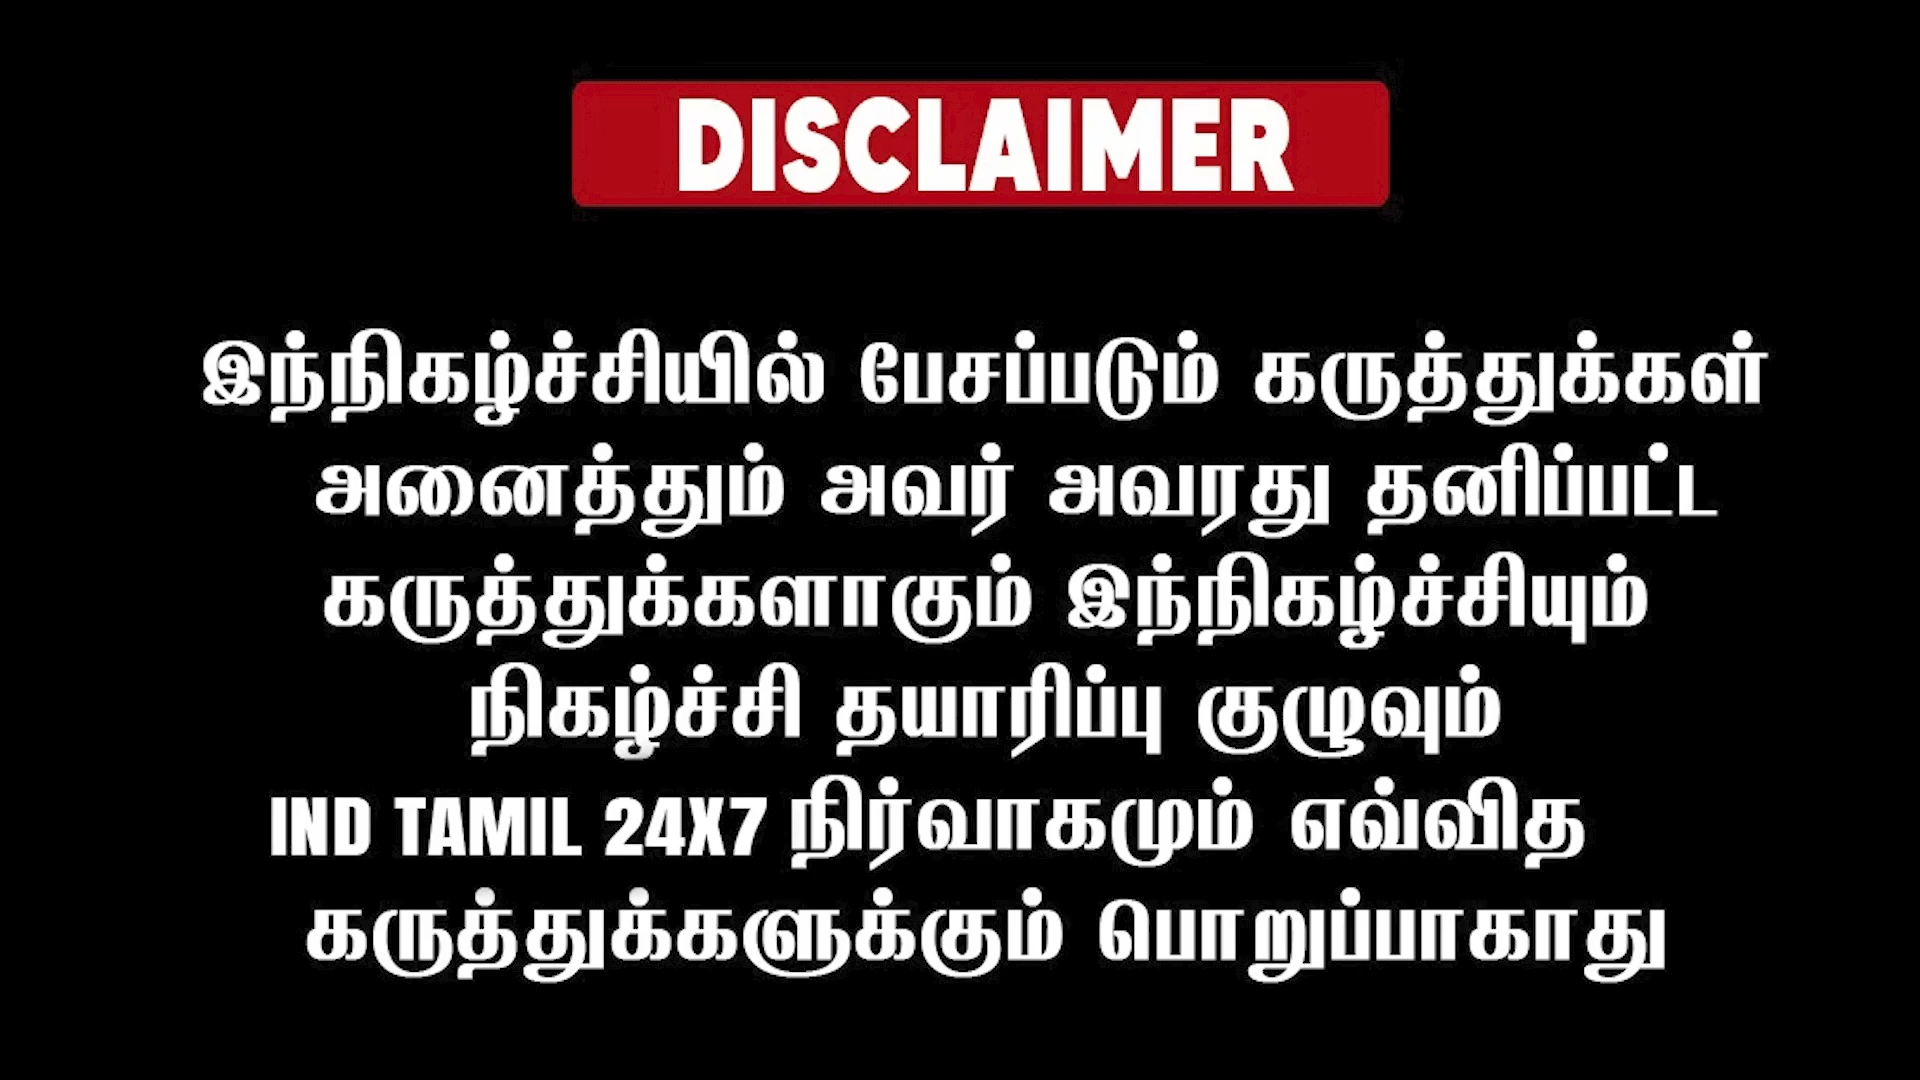 DISCLAIMER
இந்நிகழ்ச்சியில் பேசப்படும் கருத்துக்கள்
அனைத்தும் அவர் அவரது தனிப்பட்ட
கருத்துக்களாகும் இந்நிகழ்ச்சியும்
நிகழ்ச்சி தயாரிப்பு குழுவும்
IND TAMIL 24X7 நிர்வாகமும் எவ்வித
கருத்துக்களுக்கும் பொறுப்பாகாது